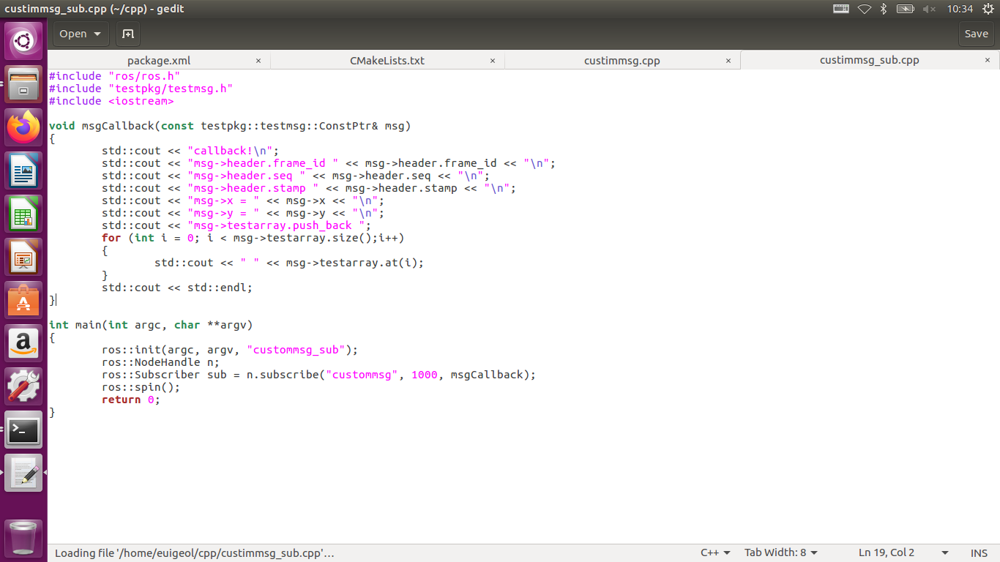 custimmsg_sub.cpp (~/cpp) - gedit
10:34
Open
Save
package.xml × CMakeLists.txt × custimmsg.cpp × custimmsg_sub.cpp ×
#include "ros/ros.h"
#include "testpkg/testmsg.h"
#include <iostream>
void msgCallback(const testpkg::testmsg::ConstPtr& msg)
{
std::cout << "callback!\n";
std::cout << "msg->header.frame_id " << msg->header.frame_id << "\n";
std::cout << "msg->header.seq " << msg->header.seq << "\n";
std::cout << "msg->header.stamp " << msg->header.stamp << "\n";
std::cout << "msg->x = " << msg->x << "\n";
std::cout << "msg->y = " << msg->y << "\n";
std::cout << "msg->testarray.push_back ";
for (int i = 0; i < msg->testarray.size();i++)
{
std::cout << " " << msg->testarray.at(i);
}
std::cout << std::endl;
}
int main(int argc, char **argv)
{
ros::init(argc, argv, "custommsg_sub");
ros::NodeHandle n;
ros::Subscriber sub = n.subscribe("custommsg", 1000, msgCallback);
ros::spin();
return 0;
}
Loading file '/home/euigeol/cpp/custimmsg_sub.cpp'…
C++ Tab Width: 8 Ln 19, Col 2 INS